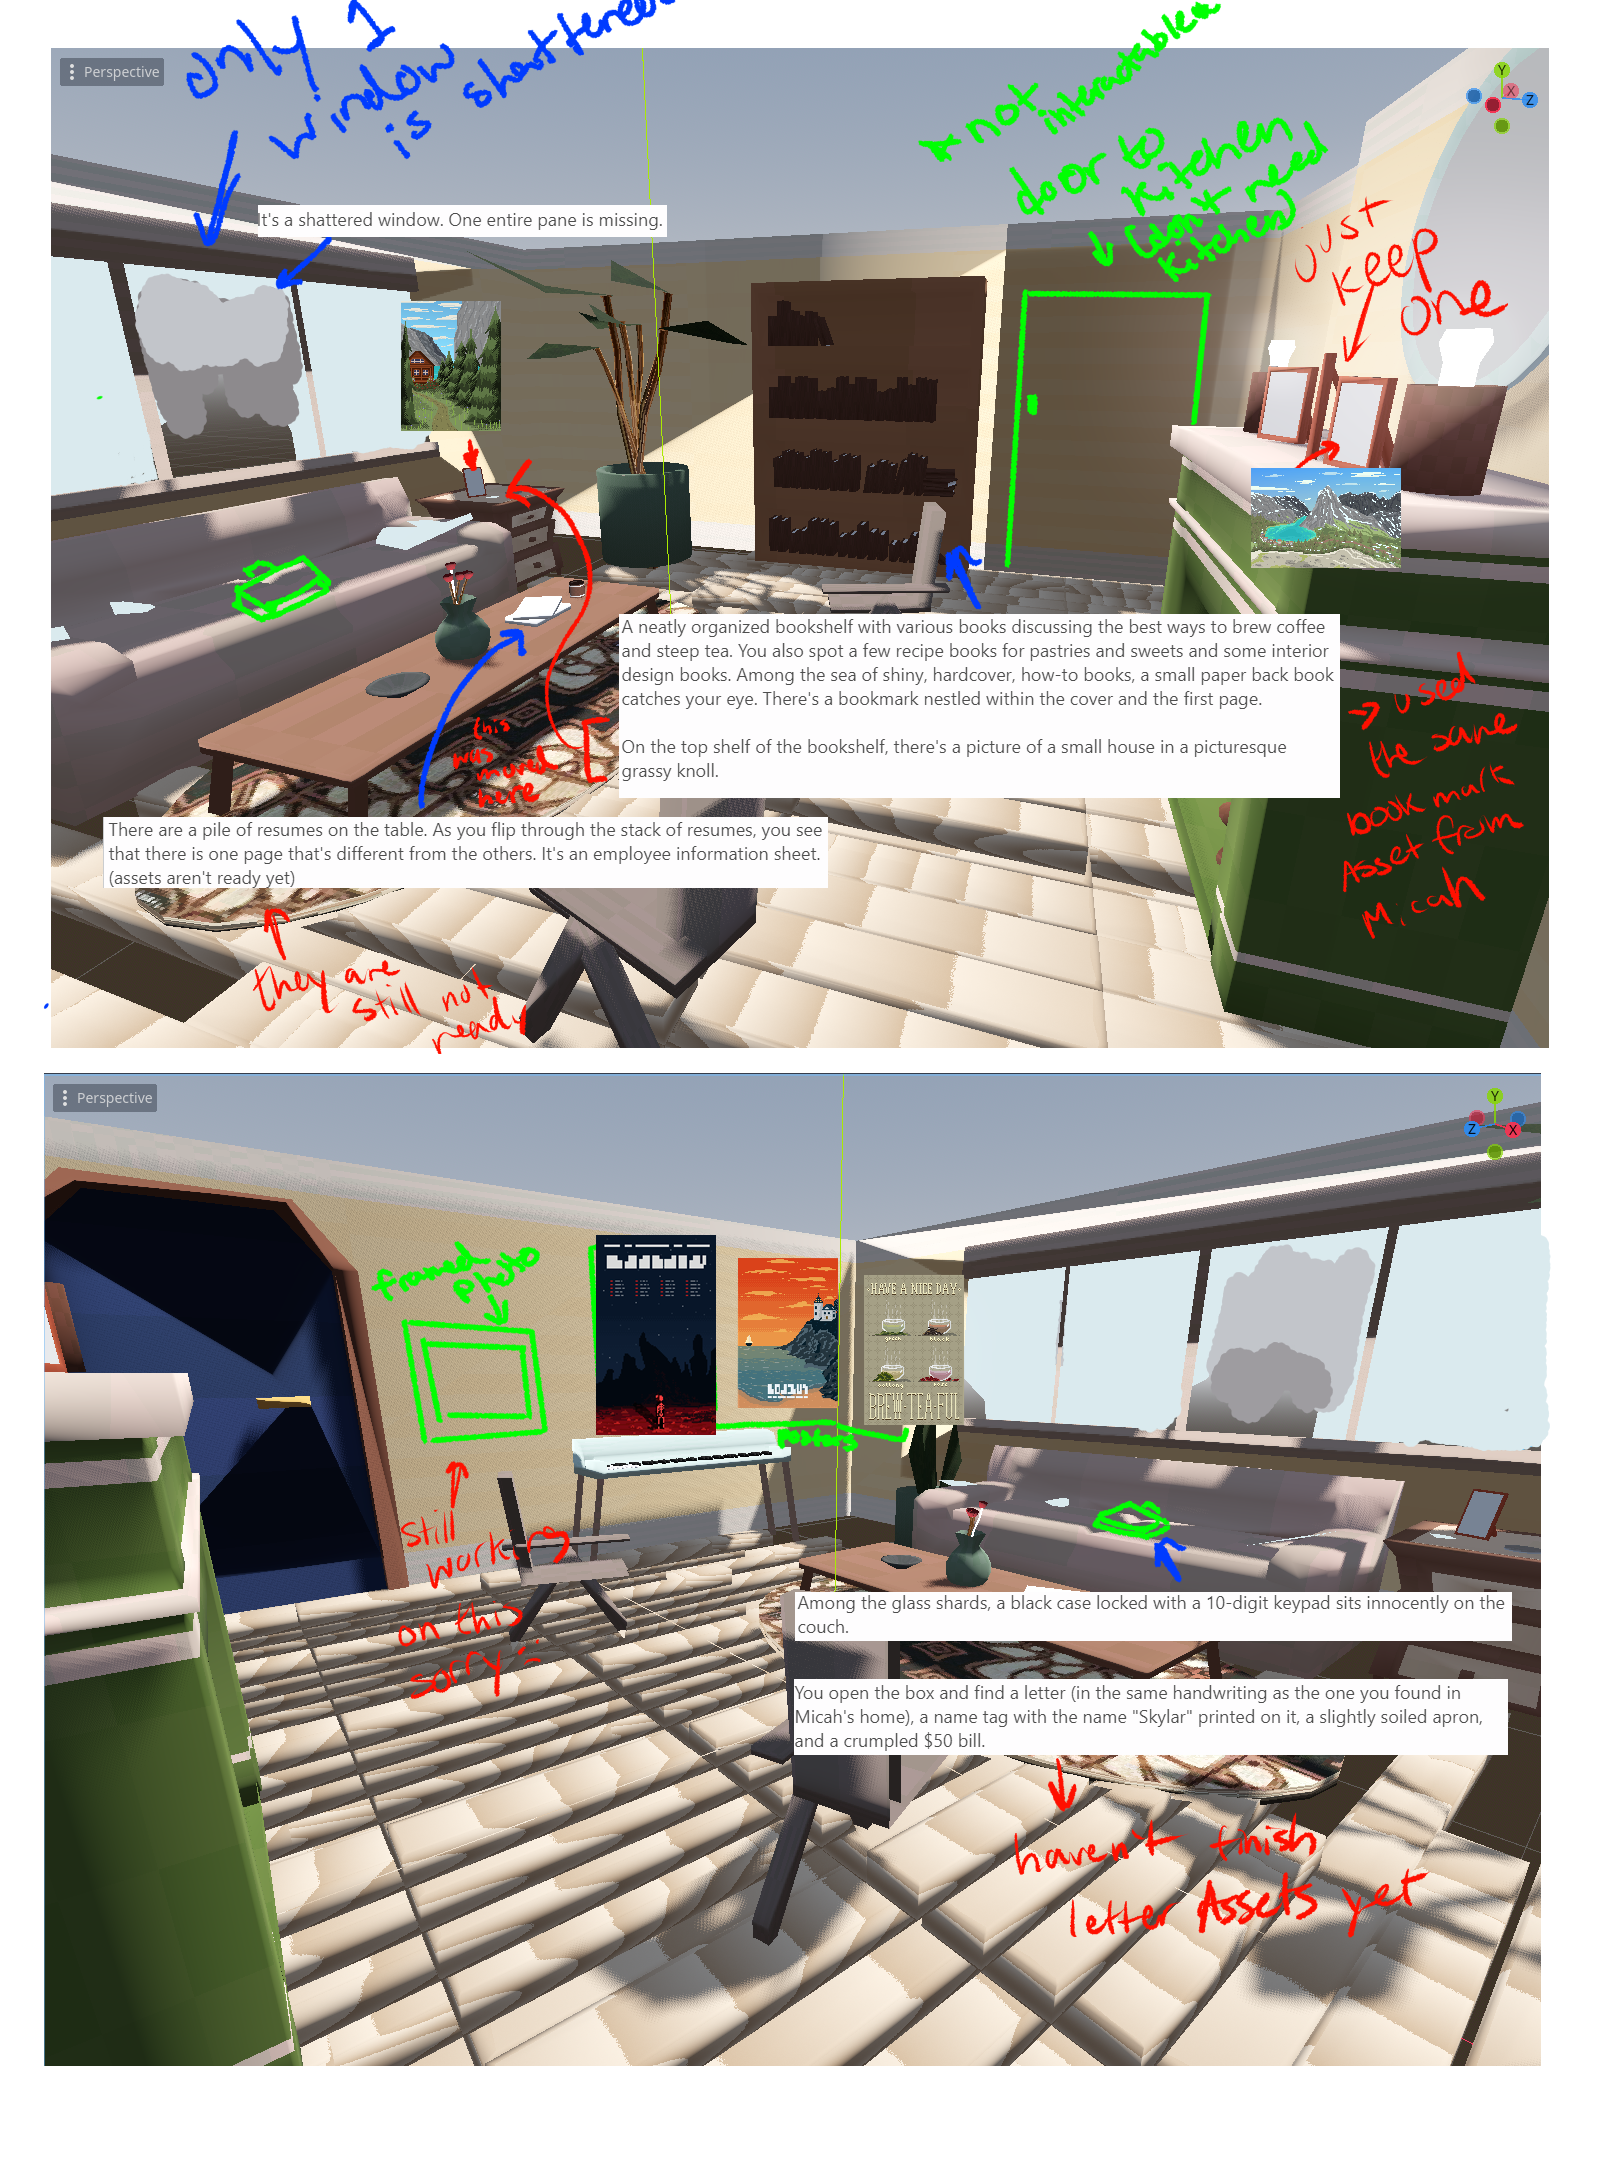 only 1
window
is shattered
* not
interactable
Perspective
Y
X
Z
door to
kitchen
(don't need
kitchen)
It's a shattered window. One entire pane is missing.
Just
keep
one
A neatly organized bookshelf with various books discussing the best ways to brew coffee
and steep tea. You also spot a few recipe books for pastries and sweets and some interior
design books. Among the sea of shiny, hardcover, how-to books, a small paper back book
catches your eye. There's a bookmark nestled within the cover and the first page.
On the top shelf of the bookshelf, there's a picture of a small house in a picturesque
grassy knoll.
this
was
moved
here
-> used
the same
book mark
Asset from
Micah
There are a pile of resumes on the table. As you flip through the stack of resumes, you see
that there is one page that's different from the others. It's an employee information sheet.
(assets aren't ready yet)
they are
still not
ready
Perspective
Y
Z
X
framed
photo
HAVE A NICE DAY
green
black
oolong
rose
BREW-TEA-FUL
posters
still
work.
on this
sorry
Among the glass shards, a black case locked with a 10-digit keypad sits innocently on the
couch.
You open the box and find a letter (in the same handwriting as the one you found in
Micah's home), a name tag with the name "Skylar" printed on it, a slightly soiled apron,
and a crumpled $50 bill.
haven't finish
letter Assets yet